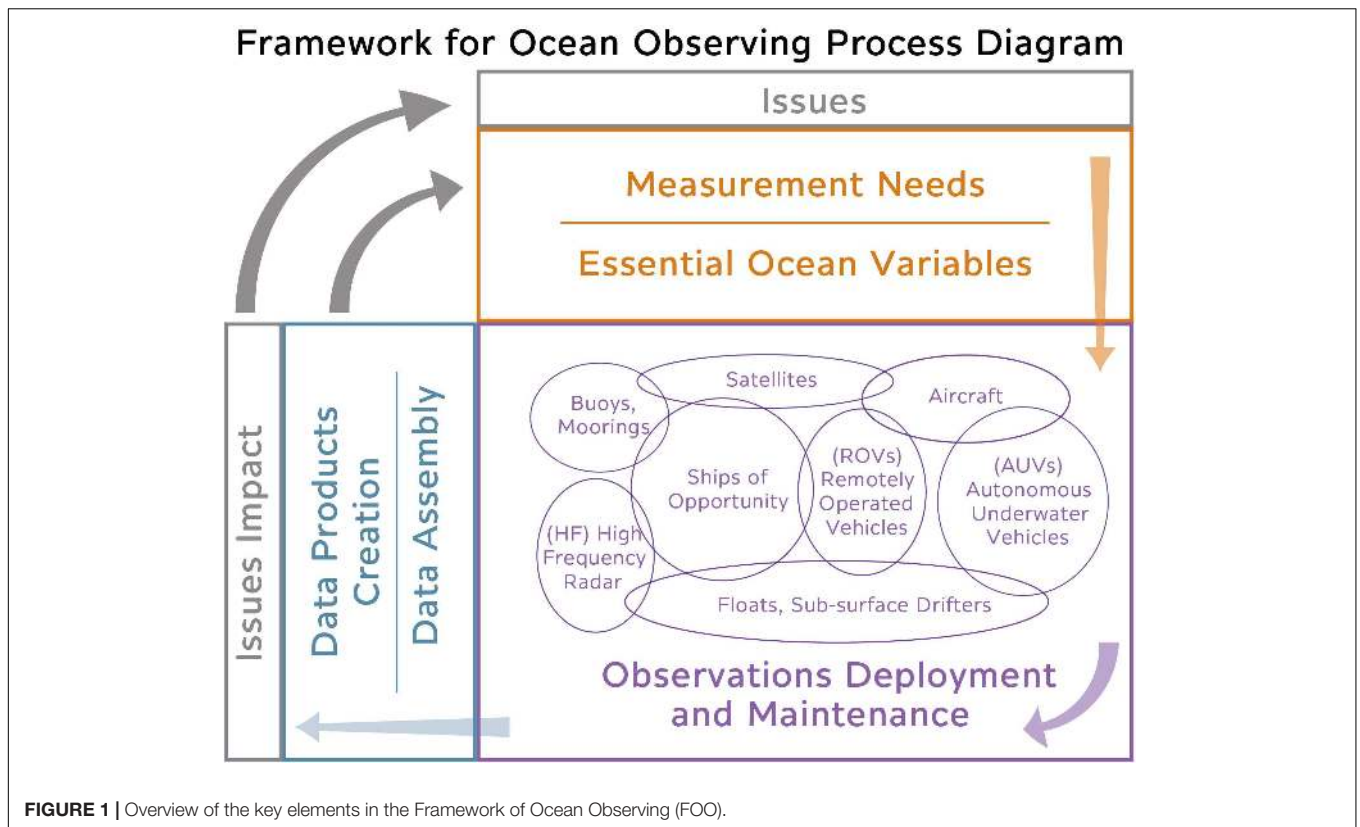 Framework for Ocean Observing Process Diagram
Issues
Measurement Needs
Essential Ocean Variables
Issues Impact
Data Products
Creation
Data Assembly
Satellites
Aircraft
Buoys,
Moorings
Ships of
Opportunity
(ROVs)
Remotely
Operated
Vehicles
(AUVs)
Autonomous
Underwater
Vehicles
(HF) High
Frequency
Radar
Floats, Sub-surface Drifters
Observations Deployment
and Maintenance
FIGURE 1 | Overview of the key elements in the Framework of Ocean Observing (FOO).